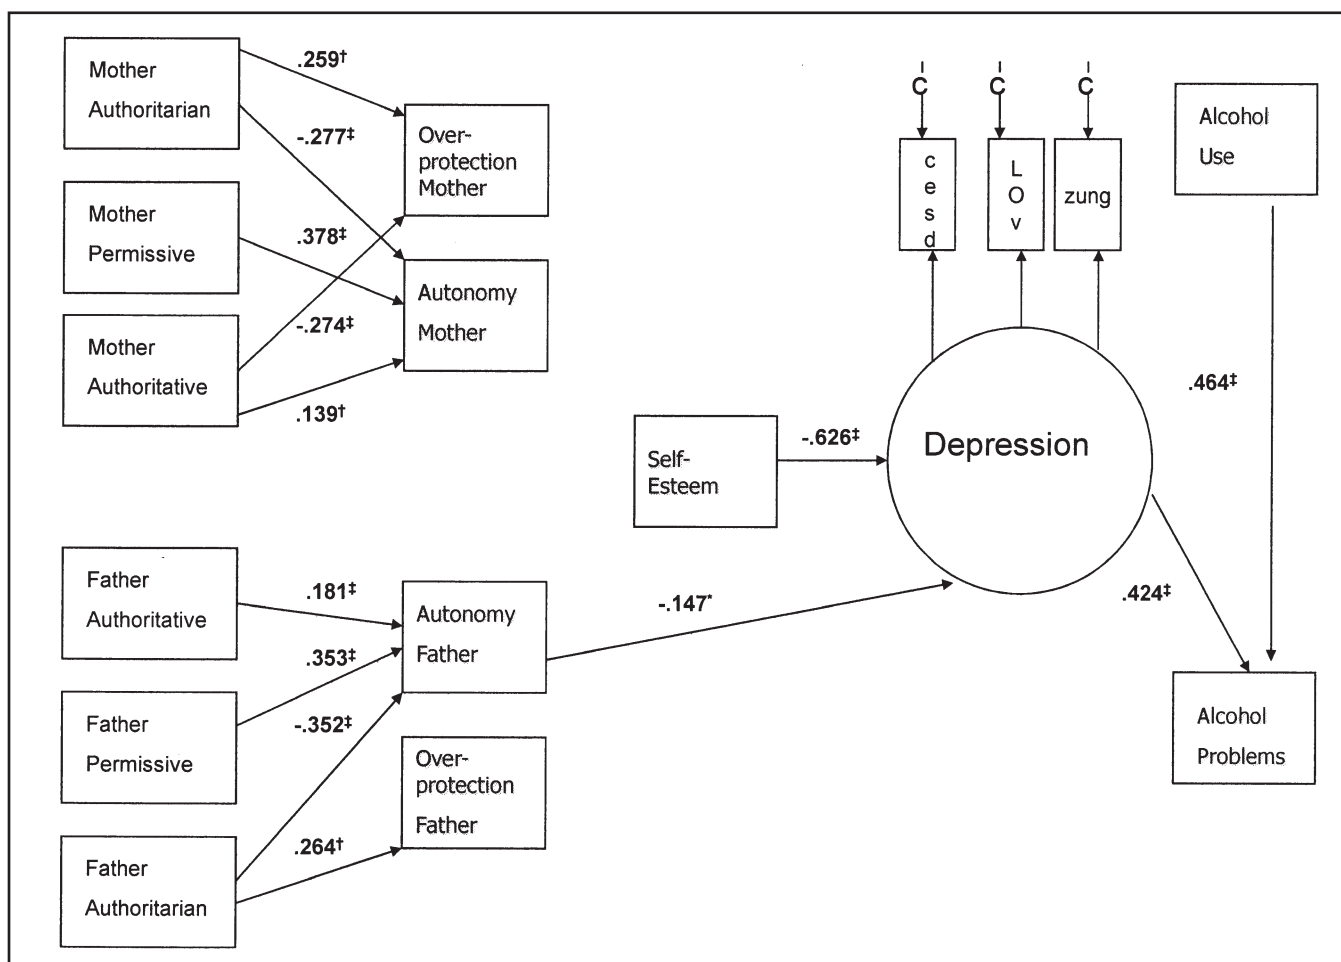 Mother
Authoritarian
.259†
-.277‡
Over-
protection
Mother
Mother
Permissive
.378‡
Autonomy
Mother
Mother
Authoritative
-.274‡
.139†
C
C
C
c
e
s
d
L
O
v
zung
Alcohol
Use
.464‡
Self-
Esteem
-.626‡
Depression
Father
Authoritative
.181‡
Autonomy
Father
-.147*
.424‡
Father
Permissive
.353‡
-.352‡
Over-
protection
Father
Father
Authoritarian
.264†
Alcohol
Problems